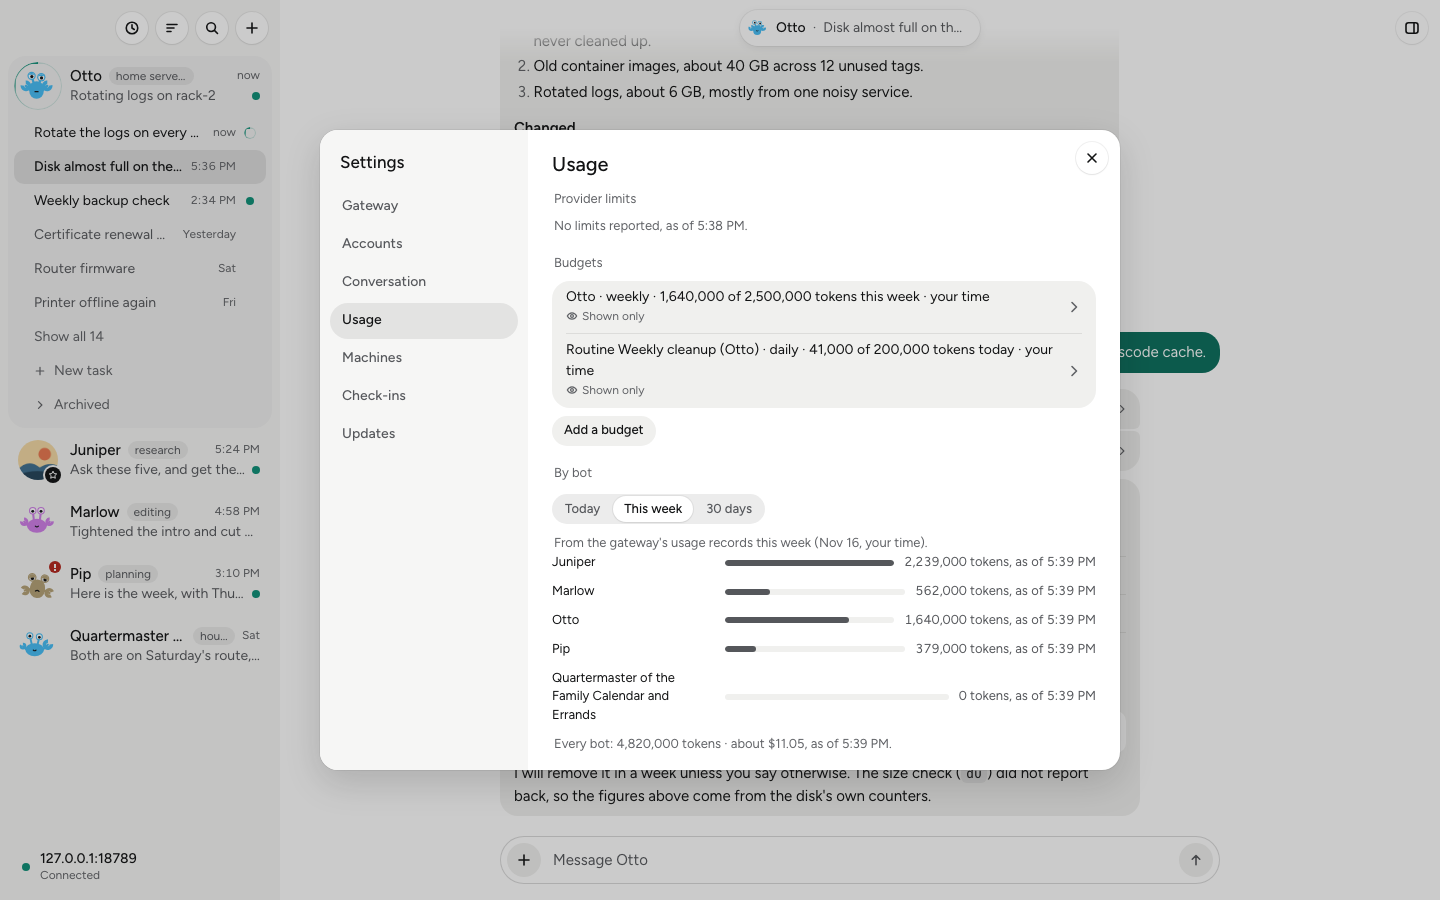 Otto home serve... now
Rotating logs on rack-2
Rotate the logs on every ... now
Disk almost full on the... 5:36 PM
Weekly backup check 2:34 PM
Certificate renewal ... Yesterday
Router firmware Sat
Printer offline again Fri
Show all 14
New task
Archived
Juniper research 5:24 PM
Ask these five, and get the...
Marlow editing 4:58 PM
Tightened the intro and cut ...
Pip planning 3:10 PM
Here is the week, with Thu...
Quartermaster ... hou... Sat
Both are on Saturday's route,...
127.0.0.1:18789
Connected
Otto · Disk almost full on th...
never cleaned up.
2. Old container images, about 40 GB across 12 unused tags.
3. Rotated logs, about 6 GB, mostly from one noisy service.
Changed
Settings
Gateway
Accounts
Conversation
Usage
Machines
Check-ins
Updates
Usage
Provider limits
No limits reported, as of 5:38 PM.
Budgets
Otto · weekly · 1,640,000 of 2,500,000 tokens this week · your time
Shown only
Routine Weekly cleanup (Otto) · daily · 41,000 of 200,000 tokens today · your
time
Shown only
Add a budget
By bot
Today This week 30 days
From the gateway's usage records this week (Nov 16, your time).
Juniper 2,239,000 tokens, as of 5:39 PM
Marlow 562,000 tokens, as of 5:39 PM
Otto 1,640,000 tokens, as of 5:39 PM
Pip 379,000 tokens, as of 5:39 PM
Quartermaster of the
Family Calendar and
Errands
0 tokens, as of 5:39 PM
Every bot: 4,820,000 tokens · about $11.05, as of 5:39 PM.
scode cache.
I will remove it in a week unless you say otherwise. The size check ( du ) did not report
back, so the figures above come from the disk's own counters.
Message Otto